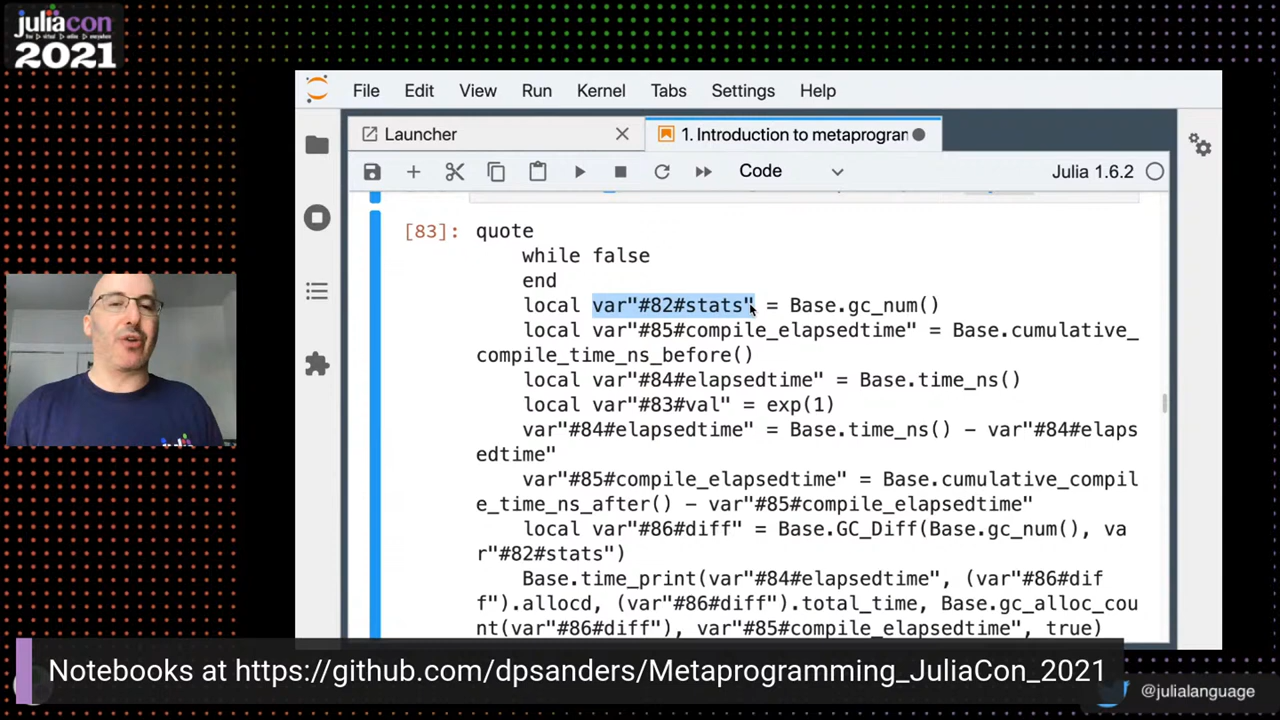 juliacon
2021
File Edit View Run Kernel Tabs Settings Help
Launcher
1. Introduction to metaprogran
Code
Julia 1.6.2
[83]: quote
while false
end
local var"#82#stats" = Base.gc_num()
local var"#85#compile_elapsedtime" = Base.cumulative_
compile_time_ns_before()
local var"#84#elapsedtime" = Base.time_ns()
local var"#83#val" = exp(1)
var"#84#elapsedtime" = Base.time_ns() - var"#84#elaps
edtime"
var"#85#compile_elapsedtime" = Base.cumulative_compil
e_time_ns_after() - var"#85#compile_elapsedtime"
local var"#86#diff" = Base.GC_Diff(Base.gc_num(), va
r"#82#stats")
Base.time_print(var"#84#elapsedtime", (var"#86#dif
f").allocd, (var"#86#diff").total_time, Base.gc_alloc_cou
nt(var"#86#diff"), var"#85#compile_elapsedtime", true)
Notebooks at https://github.com/dpsanders/Metaprogramming_JuliaCon_2021
@julialanguage